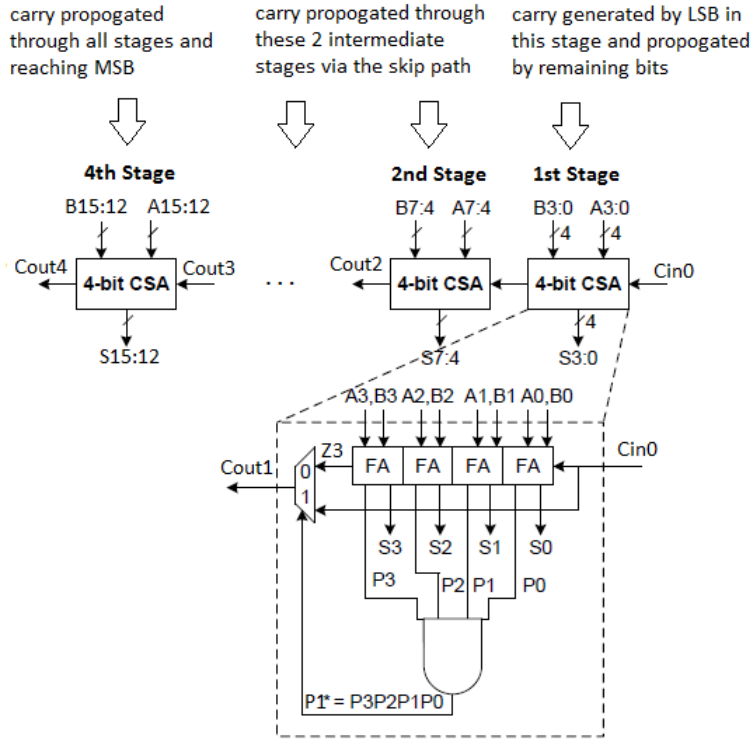 carry propogated
through all stages and
reaching MSB
carry propogated through
these 2 intermediate
stages via the skip path
carry generated by LSB in
this stage and propogated
by remaining bits
4th Stage
2nd Stage
1st Stage
B15:12 A15:12
B7:4 A7:4
B3:0 A3:0
4 4
Cout4
4-bit CSA
Cout3
...
Cout2
4-bit CSA
4-bit CSA
Cin0
S15:12
S7:4
4
S3:0
A3,B3 A2,B2 A1,B1 A0,B0
Cout1
0
1
Z3
FA FA FA FA
Cin0
S3 S2 S1 S0
P3 P2 P1 P0
P1* = P3P2P1P0